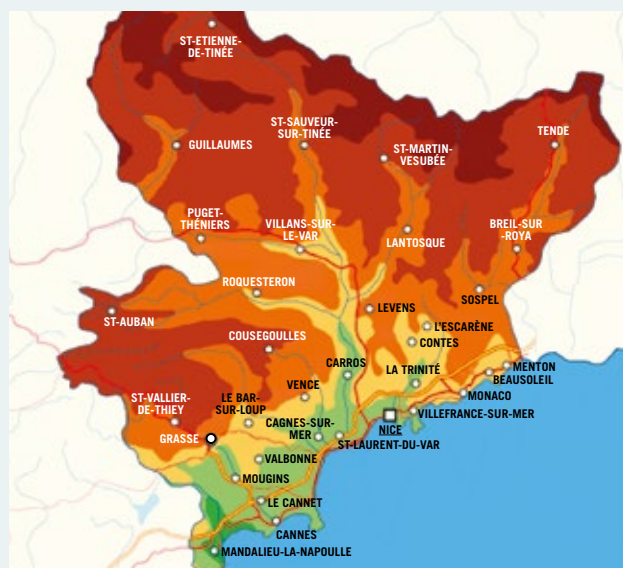 ST-ETIENNE-
DE-TINÉE
GUILLAUMES
ST-SAUVEUR-
SUR-TINÉE
ST-MARTIN-
VESUBÉE
TENDE
PUGET-
THÉNIERS
VILLANS-SUR-
LE-VAR
LANTOSQUE
BREIL-SUR
-ROYA
ROQUESTERON
ST-AUBAN
LEVENS
SOSPEL
L'ESCARÈNE
COUSEGOULLES
CONTES
CARROS
LA TRINITÉ
MENTON
BEAUSOLEIL
ST-VALLIER-
DE-THIEY
LE BAR-
SUR-LOUP
VENCE
MONACO
CAGNES-SUR-
MER
VILLEFRANCHE-SUR-MER
NICE
GRASSE
ST-LAURENT-DU-VAR
VALBONNE
MOUGINS
LE CANNET
CANNES
MANDALIEU-LA-NAPOULLE